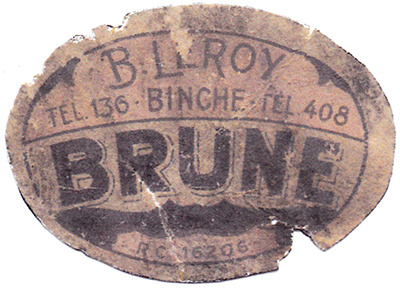 B. LEROY
TEL. 136 · BINCHE · TEL 408
BRUNE
R.C. 16206